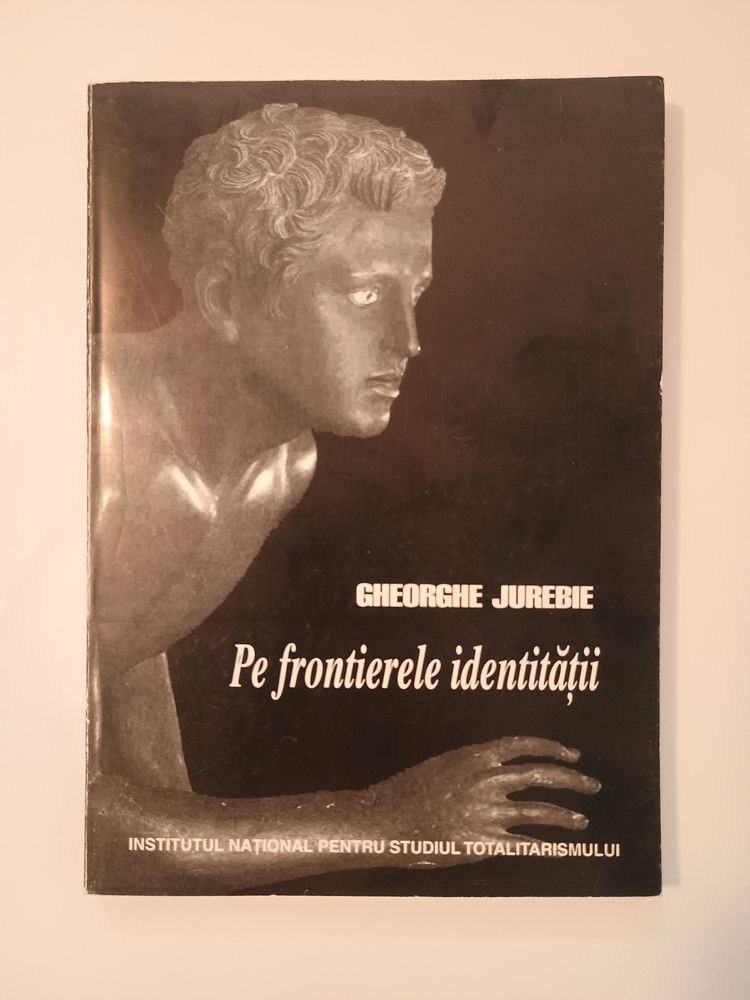 GHEORGHE JUREBIE
Pe frontierele identității
INSTITUTUL NAȚIONAL PENTRU STUDIUL TOTALITARISMULUI